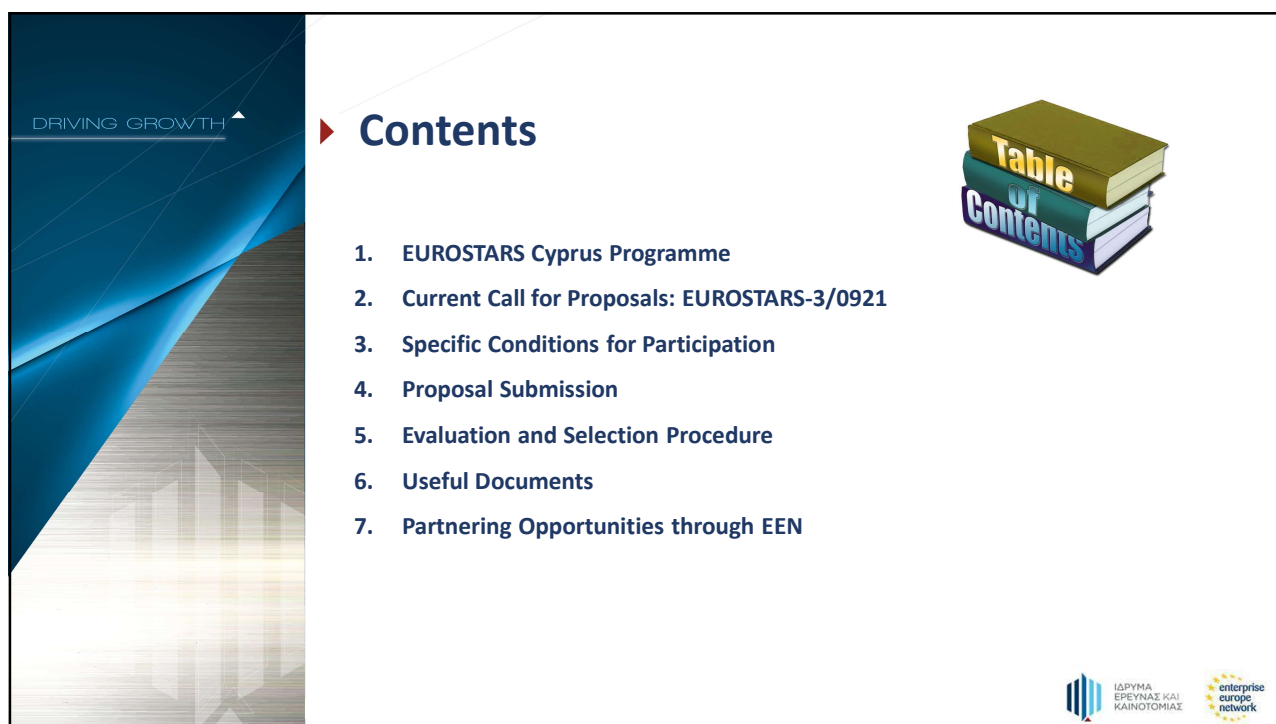 DRIVING GROWTH
Contents
Table
of
Contents
1. EUROSTARS Cyprus Programme
2. Current Call for Proposals: EUROSTARS-3/0921
3. Specific Conditions for Participation
4. Proposal Submission
5. Evaluation and Selection Procedure
6. Useful Documents
7. Partnering Opportunities through EEN
ΙΔΡΥΜΑ
ΕΡΕΥΝΑΣ ΚΑΙ
ΚΑΙΝΟΤΟΜΙΑΣ
enterprise
europe
network